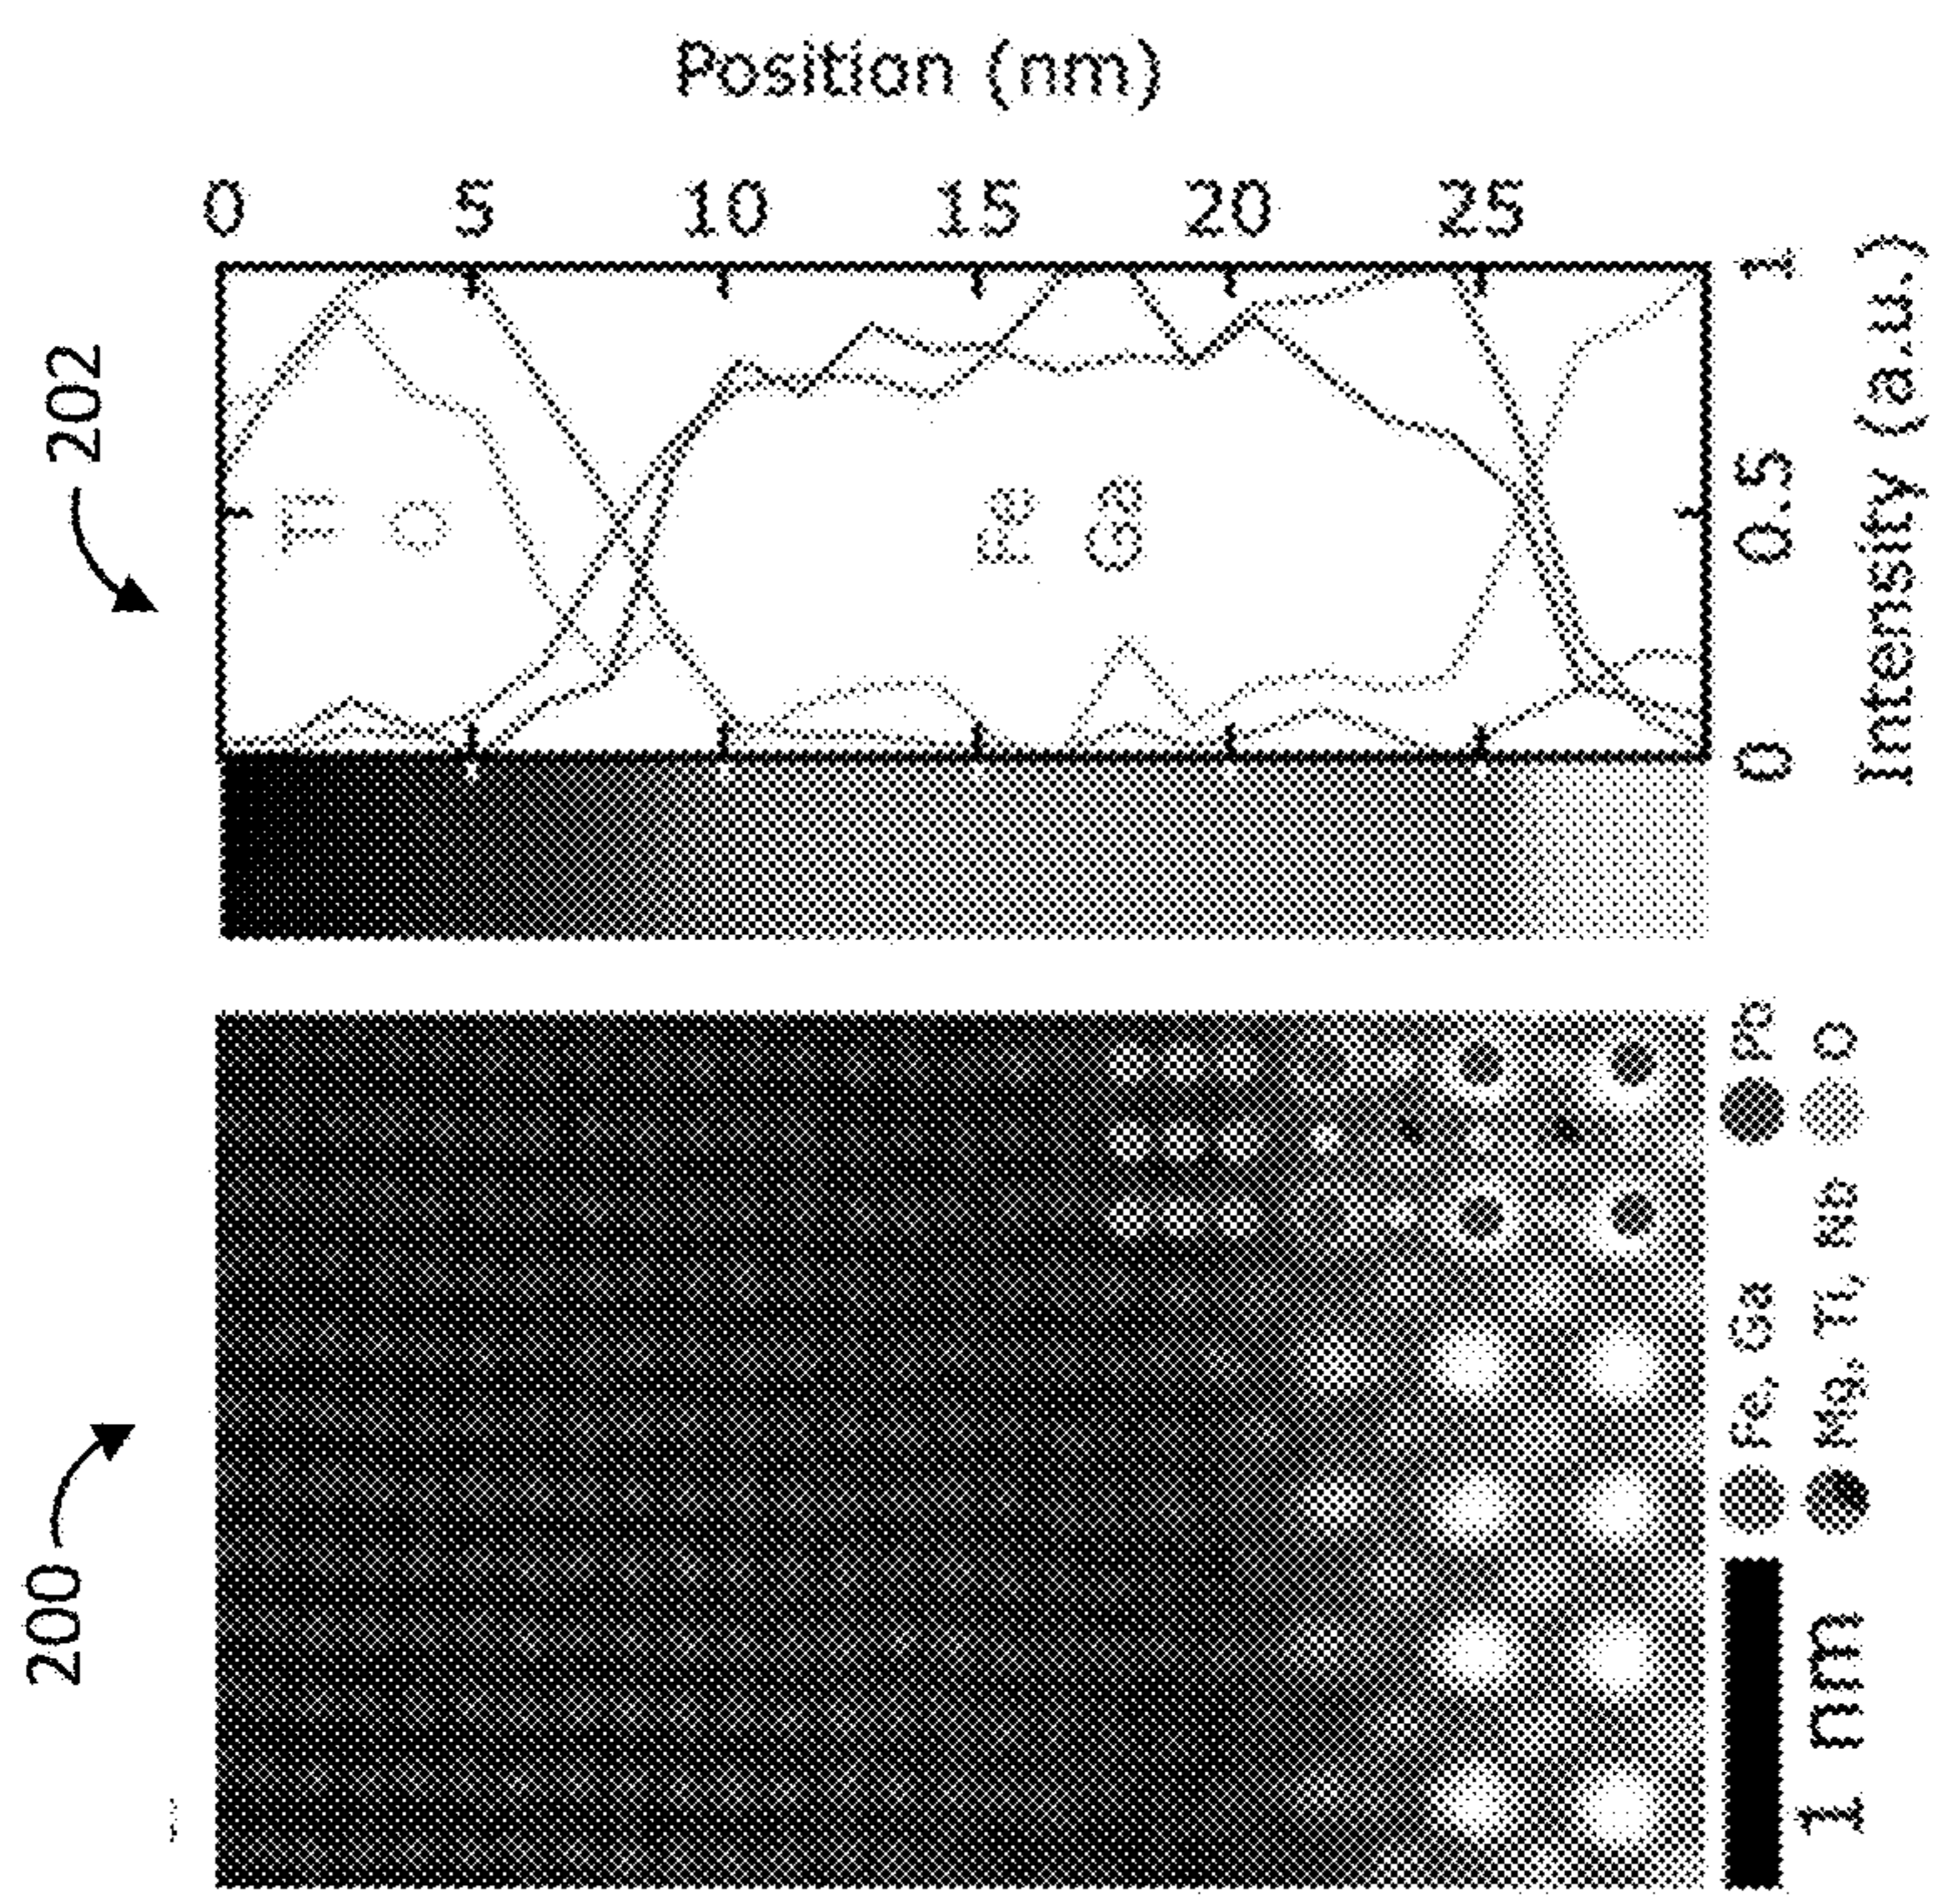 200
202
Position (nm)
0
5
10
15
20
25
Ti
O
Fe
Ga
0
0.5
1
Intensity (a.u.)
1 nm
Fe, Ga
Pb
Mg, Ti, Nb
O